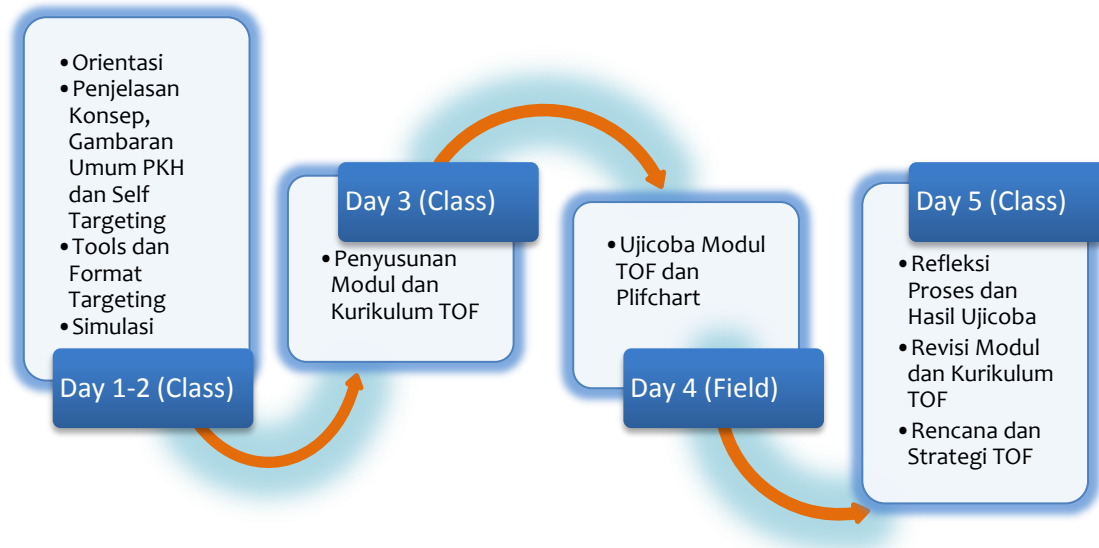 •Orientasi
•Penjelasan
Konsep,
Gambaran
Umum PKH
dan Self
Targeting
•Tools dan
Format
Targeting
•Simulasi
Day 1-2 (Class)
Day 3 (Class)
•Penyusunan
Modul dan
Kurikulum TOF
•Ujicoba Modul
TOF dan
Plifchart
Day 4 (Field)
Day 5 (Class)
•Refleksi
Proses dan
Hasil Ujicoba
•Revisi Modul
dan Kurikulum
TOF
•Rencana dan
Strategi TOF